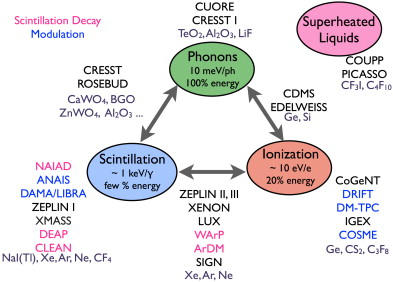 Scintillation Decay
Modulation
CUORE
CRESST I
TeO2, Al2O3, LiF
Phonons
10 meV/ph
100% energy
Superheated
Liquids
COUPP
PICASSO
CF3I, C4F10
CRESST
ROSEBUD
CaWO4, BGO
ZnWO4, Al2O3 ...
CDMS
EDELWEISS
Ge, Si
Scintillation
~ 1 keV/γ
few % energy
Ionization
~ 10 eV/e
20% energy
NAIAD
ANAIS
DAMA/LIBRA
ZEPLIN I
XMASS
DEAP
CLEAN
NaI(Tl), Xe, Ar, Ne, CF4
ZEPLIN II, III
XENON
LUX
WArP
ArDM
SIGN
Xe, Ar, Ne
CoGeNT
DRIFT
DM-TPC
IGEX
COSME
Ge, CS2, C3F8